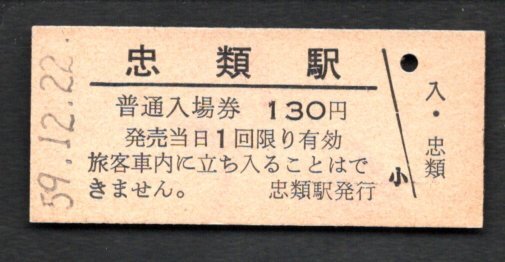 忠類駅
普通入場券 130円
発売当日1回限り有効
旅客車内に立ち入ることはで
きません。 忠類駅発行
59.12.22.
小
入・忠類